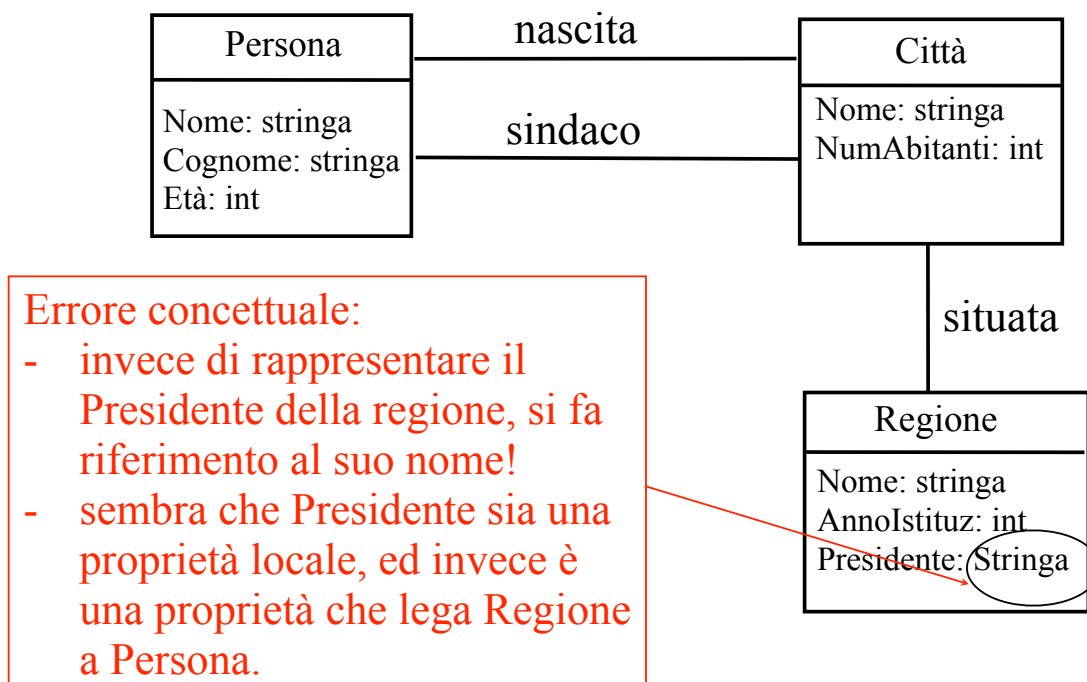 Persona
Nome: stringa
Cognome: stringa
Età: int
nascita
sindaco
Città
Nome: stringa
NumAbitanti: int
situata
Regione
Nome: stringa
AnnoIstituz: int
Presidente: Stringa
Errore concettuale:
- invece di rappresentare il
Presidente della regione, si fa
riferimento al suo nome!
- sembra che Presidente sia una
proprietà locale, ed invece è
una proprietà che lega Regione
a Persona.